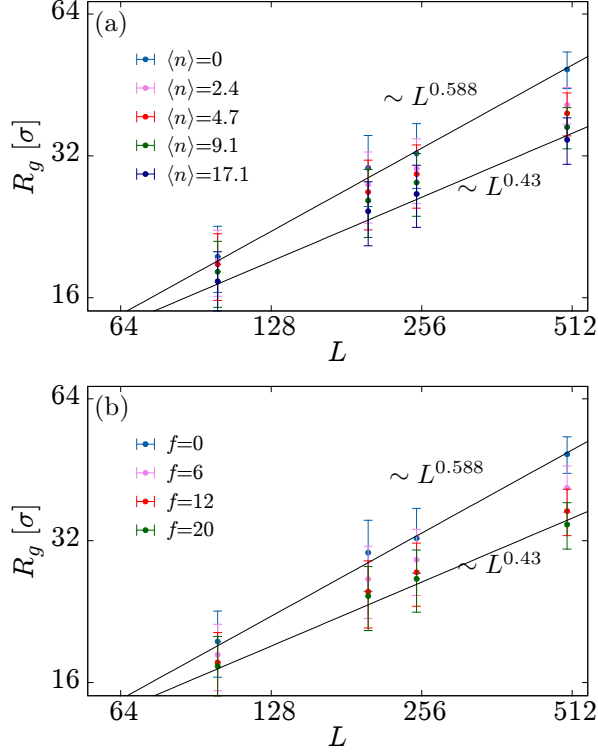 (a)
64
32
16
R_g [σ]
⟨n⟩=0
⟨n⟩=2.4
⟨n⟩=4.7
⟨n⟩=9.1
⟨n⟩=17.1
∼ L^0.588
∼ L^0.43
64 128 256 512
L
(b)
64
32
16
R_g [σ]
f=0
f=6
f=12
f=20
∼ L^0.588
∼ L^0.43
64 128 256 512
L